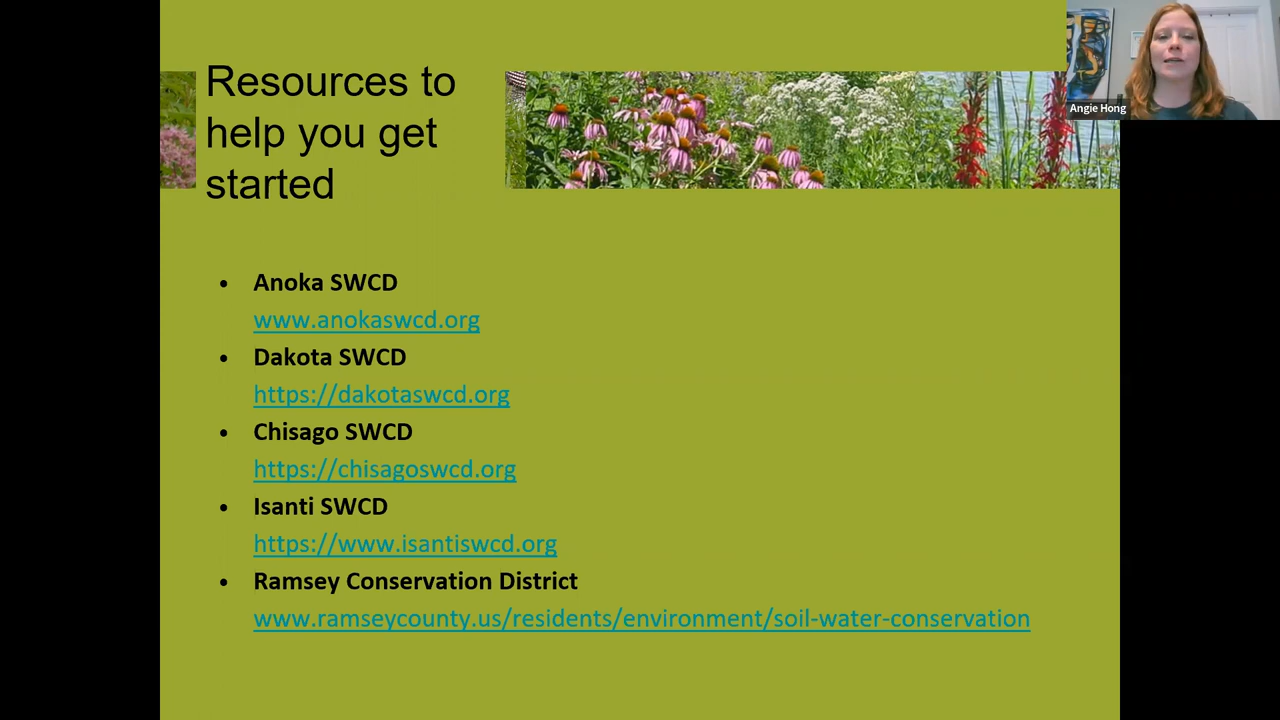 Resources to
help you get
started
Angie Hong
• Anoka SWCD
www.anokaswcd.org
• Dakota SWCD
https://dakotaswcd.org
• Chisago SWCD
https://chisagoswcd.org
• Isanti SWCD
https://www.isantiswcd.org
• Ramsey Conservation District
www.ramseycounty.us/residents/environment/soil-water-conservation